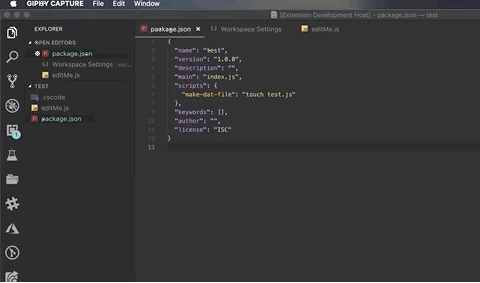 GIPHY CAPTURE File Edit Window
[Extension Development Host] - package.json — test
EXPLORER
OPEN EDITORS
package.json
Workspace Settings .vsc...
editMe.js
TEST
.vscode
editMe.js
package.json
package.json Workspace Settings editMe.js
1 {
2 "name": "test",
3 "version": "1.0.0",
4 "description": "",
5 "main": "index.js",
6 "scripts": {
7 "make-dat-file": "touch test.js"
8 },
9 "keywords": [],
10 "author": "",
11 "license": "ISC"
12 }
13
1